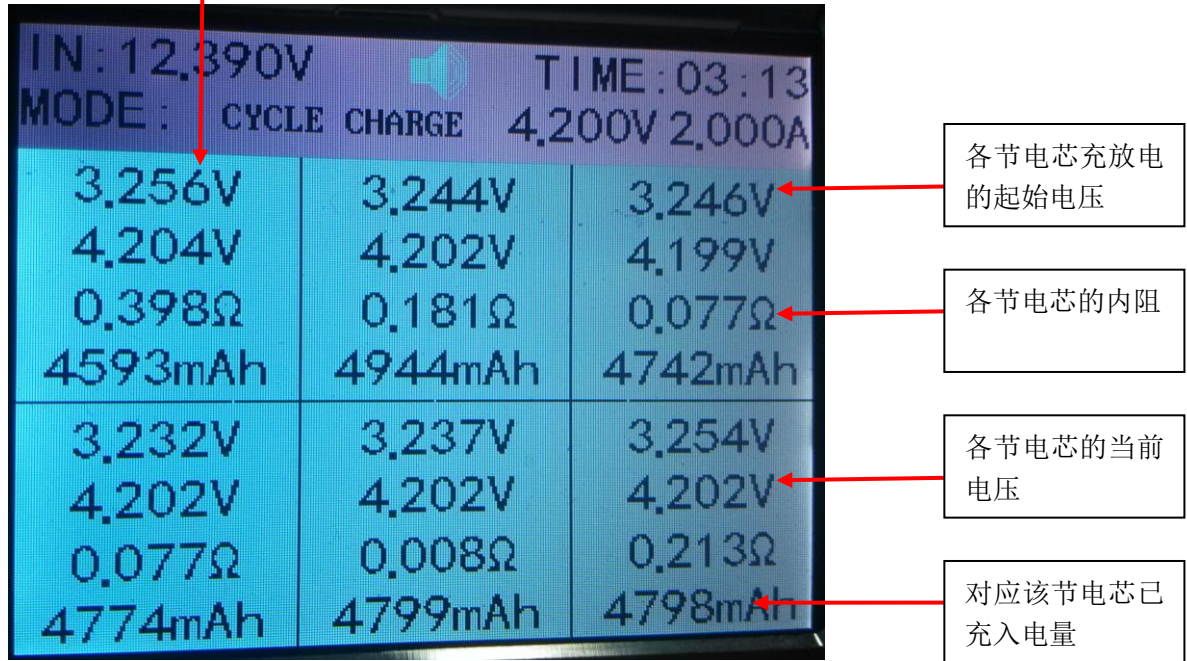 IN:12.390V TIME:03:13
MODE: CYCLE CHARGE 4.200V 2.000A
3.256V 3.244V 3.246V
4.204V 4.202V 4.199V
0.398Ω 0.181Ω 0.077Ω
4593mAh 4944mAh 4742mAh
3.232V 3.237V 3.254V
4.202V 4.202V 4.202V
0.077Ω 0.008Ω 0.213Ω
4774mAh 4799mAh 4798mAh
各节电芯充放电
的起始电压
各节电芯的内阻
各节电芯的当前
电压
对应该节电芯已
充入电量